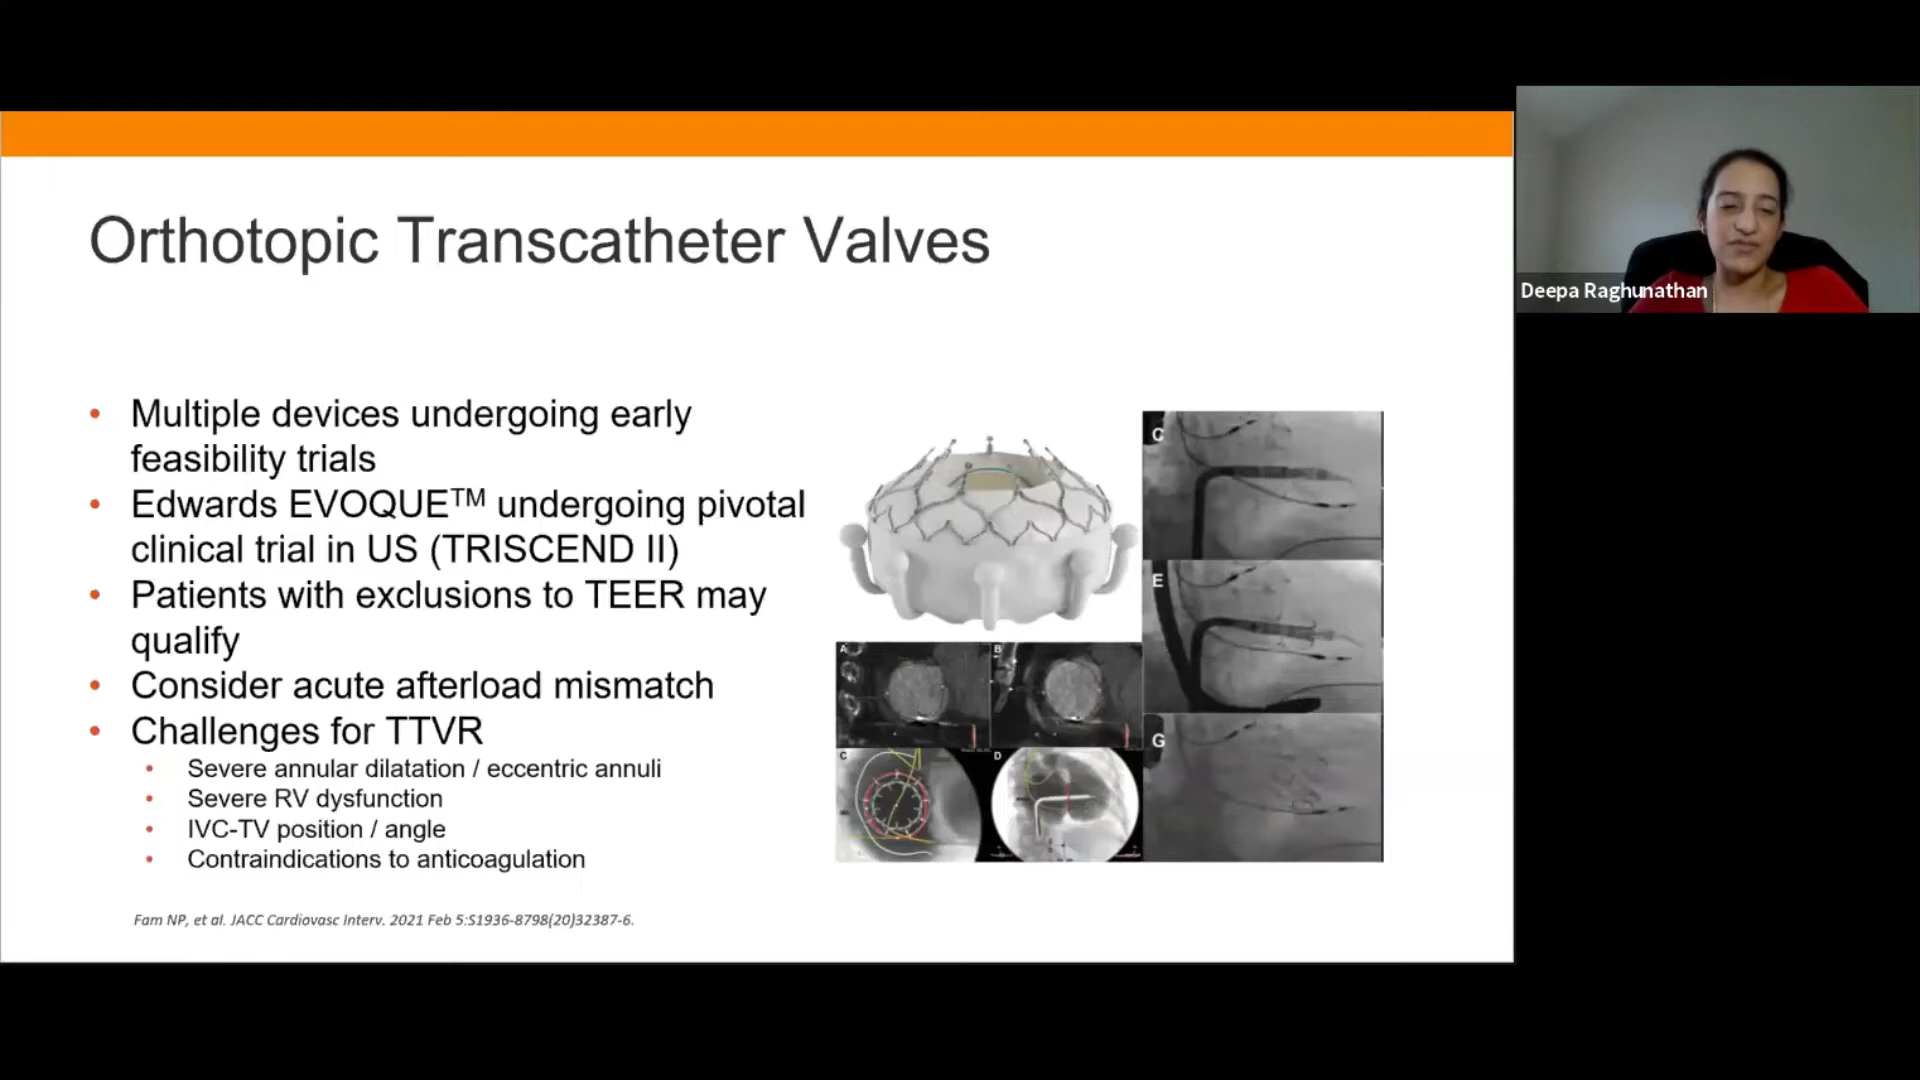 Orthotopic Transcatheter Valves
• Multiple devices undergoing early
feasibility trials
• Edwards EVOQUE™ undergoing pivotal
clinical trial in US (TRISCEND II)
• Patients with exclusions to TEER may
qualify
• Consider acute afterload mismatch
• Challenges for TTVR
• Severe annular dilatation / eccentric annuli
• Severe RV dysfunction
• IVC-TV position / angle
• Contraindications to anticoagulation
Fam NP, et al. JACC Cardiovasc Interv. 2021 Feb 5:S1936-8798(20)32387-6.
A
B
C
D
C
E
G
Deepa Raghunathan